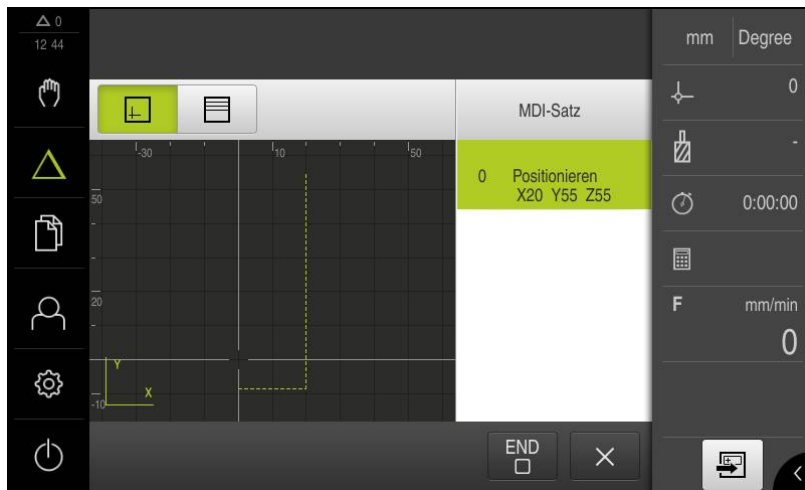 0
12 44
mm Degree
0
MDI-Satz
-30 10 50
-
0 Positionieren
X20 Y55 Z55
50
0:00:00
20
F mm/min
0
Y
X
-10
END